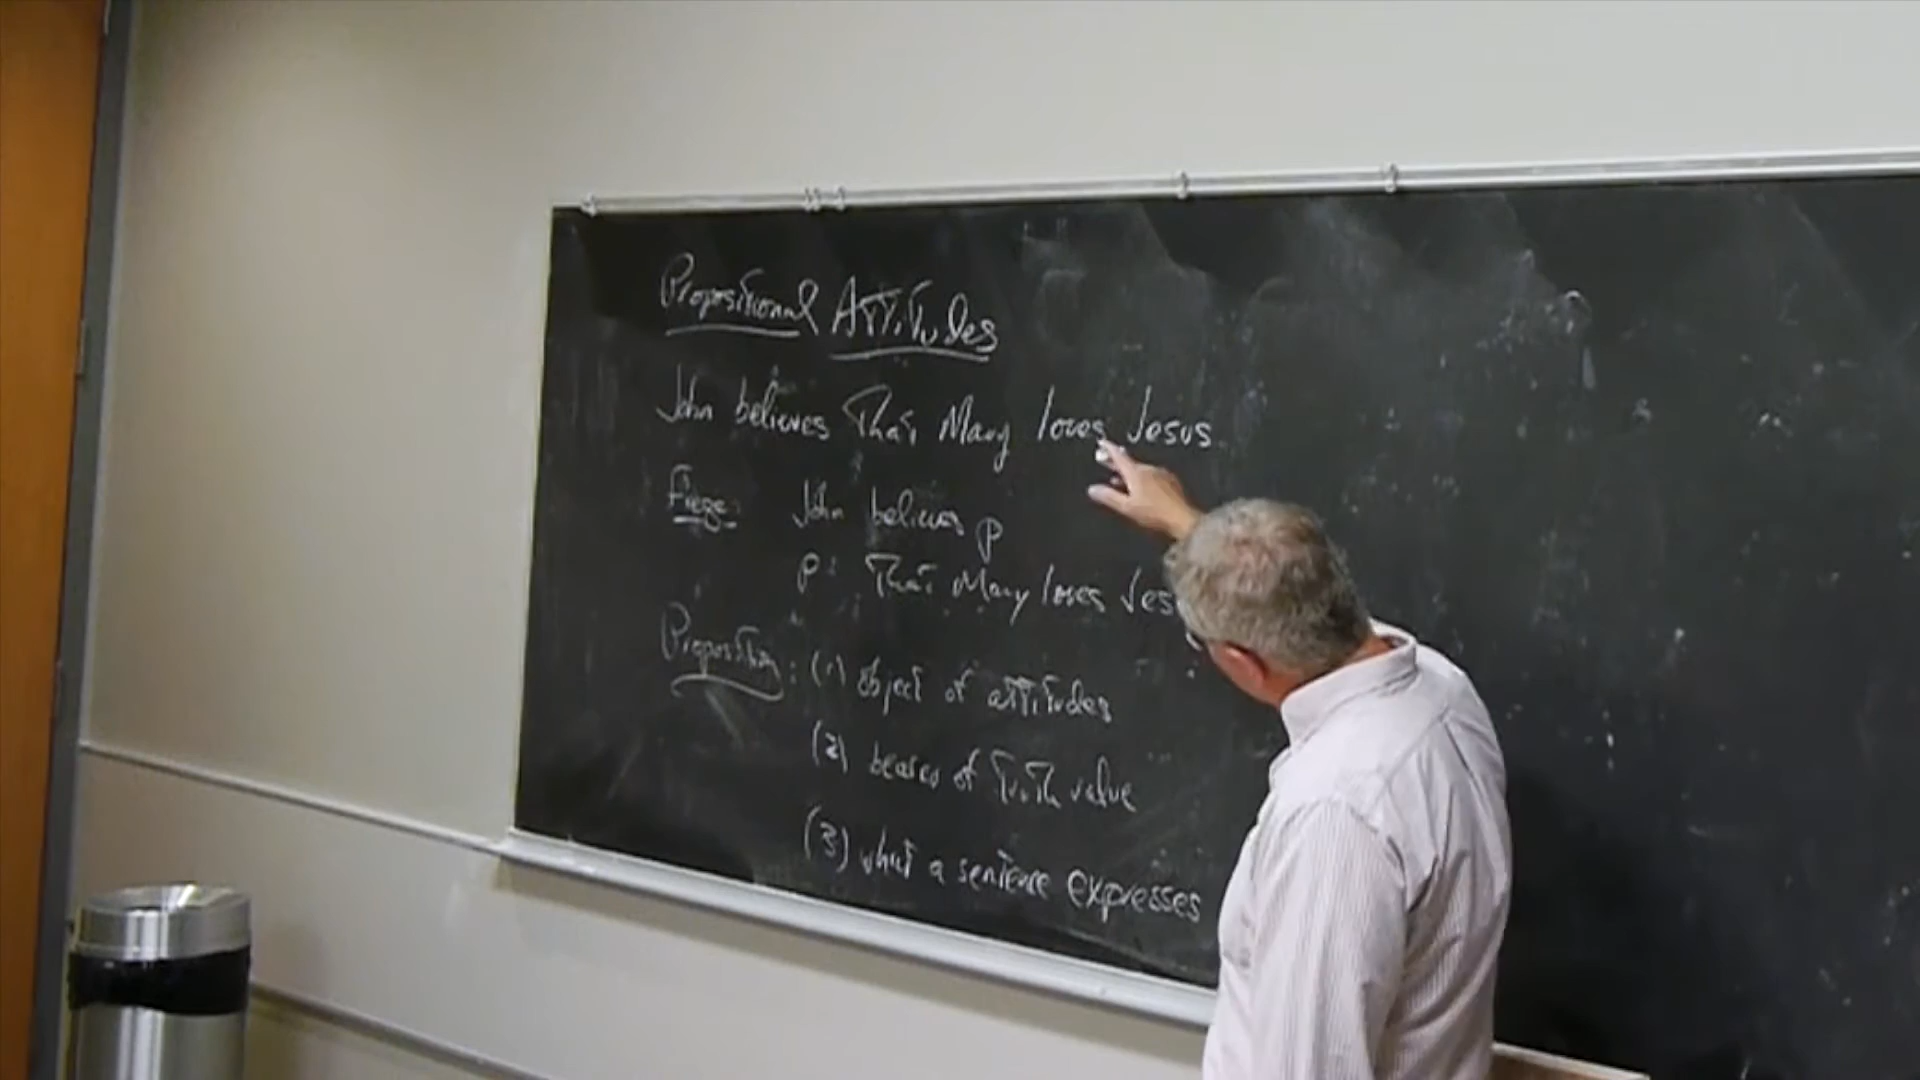 Propositional Attitudes
John believes that Mary loves Jesus.
Frege: John believes p
p: that Mary loves Jes
Proposition: (1) object of attitudes
(2) bearer of truth value
(3) what a sentence expresses